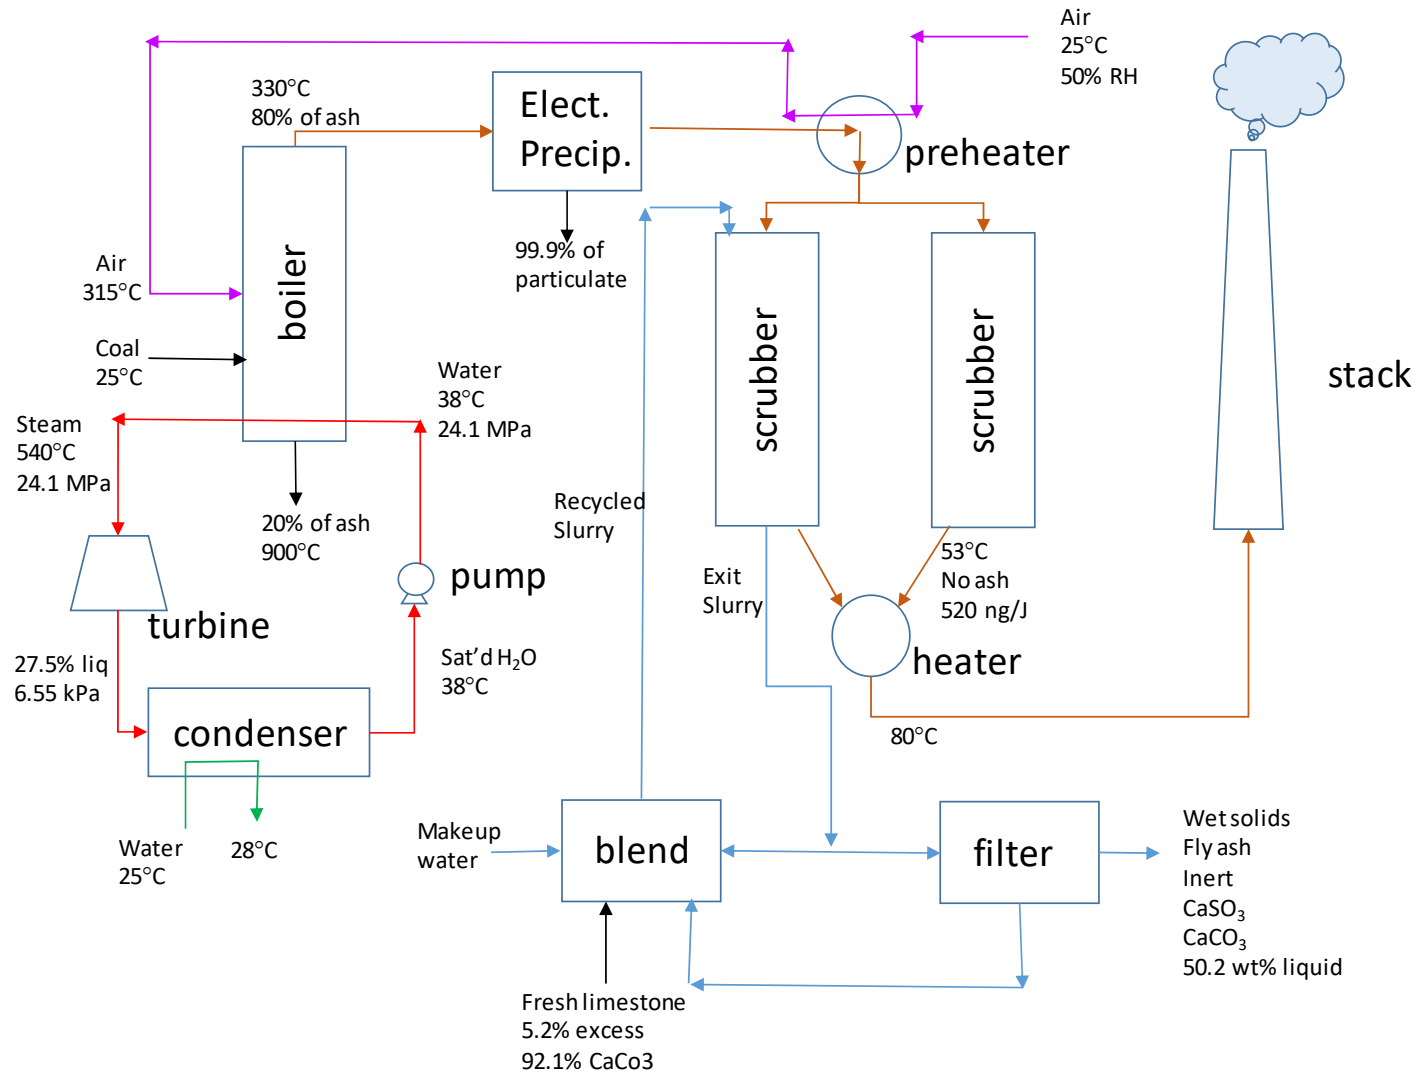 Air
25°C
50% RH
330°C
80% of ash
Elect.
Precip.
preheater
99.9% of
particulate
Air
315°C
boiler
Coal
25°C
Water
38°C
24.1 MPa
Steam
540°C
24.1 MPa
scrubber
scrubber
stack
20% of ash
900°C
Recycled
Slurry
Exit
Slurry
53°C
No ash
520 ng/J
pump
turbine
heater
27.5% liq
6.55 kPa
Sat'd H₂O
38°C
condenser
80°C
Water
25°C
28°C
Makeup
water
blend
filter
Wet solids
Fly ash
Inert
CaSO₃
CaCO₃
50.2 wt% liquid
Fresh limestone
5.2% excess
92.1% CaCo3